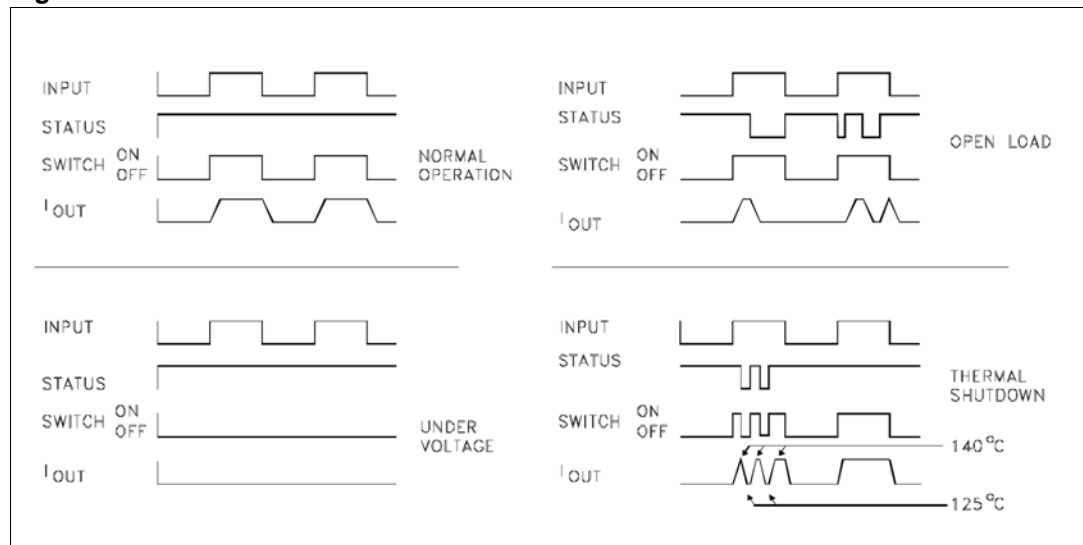 INPUT
STATUS
SWITCH ON OFF
I OUT
NORMAL OPERATION
INPUT
STATUS
SWITCH ON OFF
I OUT
OPEN LOAD
INPUT
STATUS
SWITCH ON OFF
I OUT
UNDER VOLTAGE
INPUT
STATUS
SWITCH ON OFF
I OUT
THERMAL SHUTDOWN
140 °C
125 °C